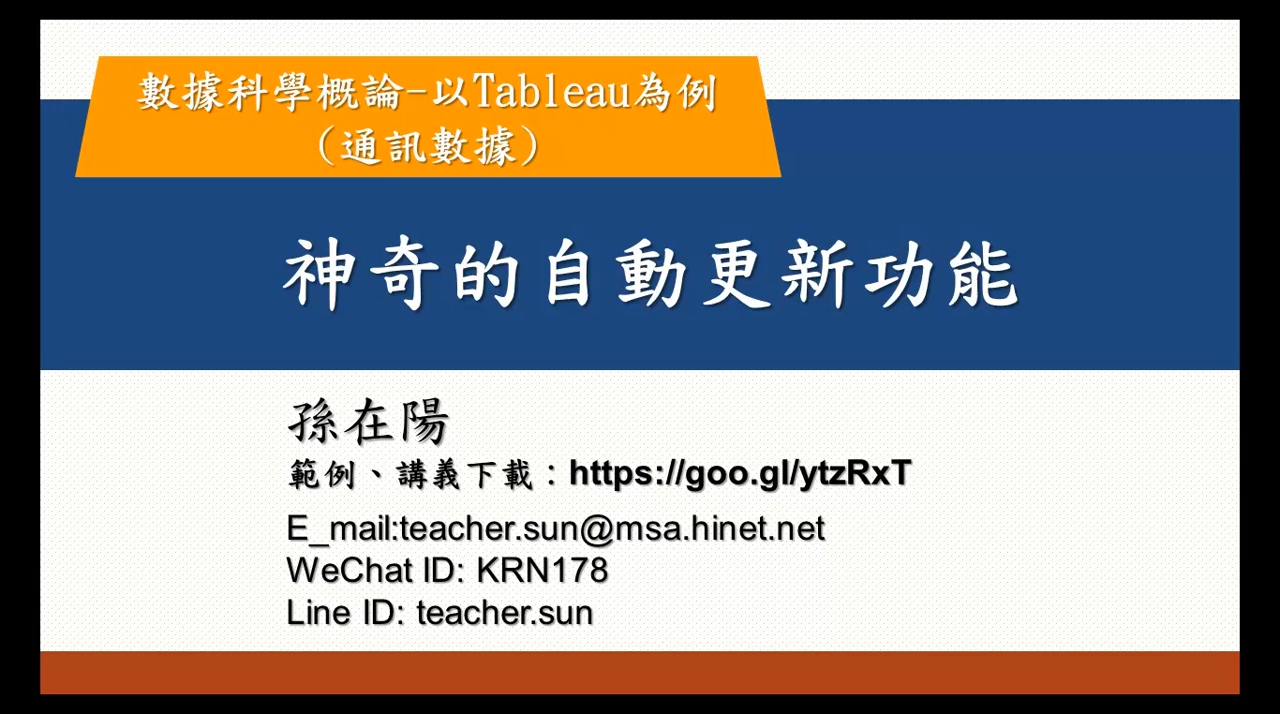 數據科學概論-以Tableau為例
(通訊數據)
神奇的自動更新功能
孫在陽
範例、講義下載：https://goo.gl/ytzRxT
E_mail:teacher.sun@msa.hinet.net
WeChat ID: KRN178
Line ID: teacher.sun